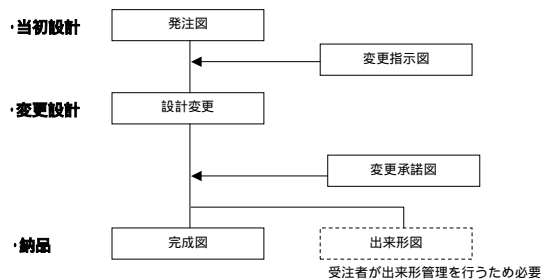 ・当初設計
発注図
変更指示図
・変更設計
設計変更
変更承諾図
・納品
完成図
出来形図
受注者が出来形管理を行うため必要